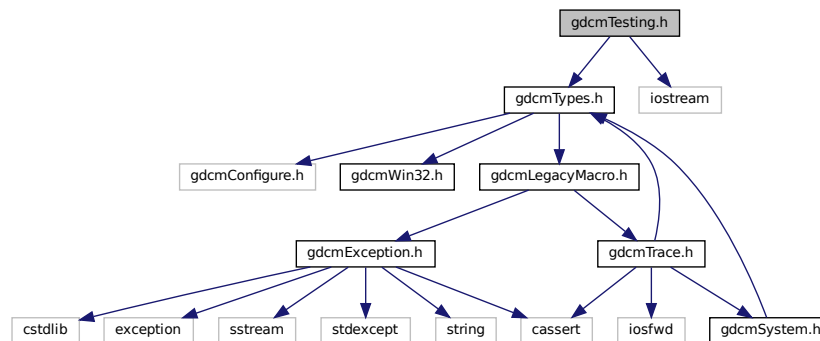 gdcmTesting.h
gdcmTypes.h
iostream
gdcmConfigure.h
gdcmWin32.h
gdcmLegacyMacro.h
gdcmException.h
gdcmTrace.h
cstdlib
exception
sstream
stdexcept
string
cassert
iosfwd
gdcmSystem.h